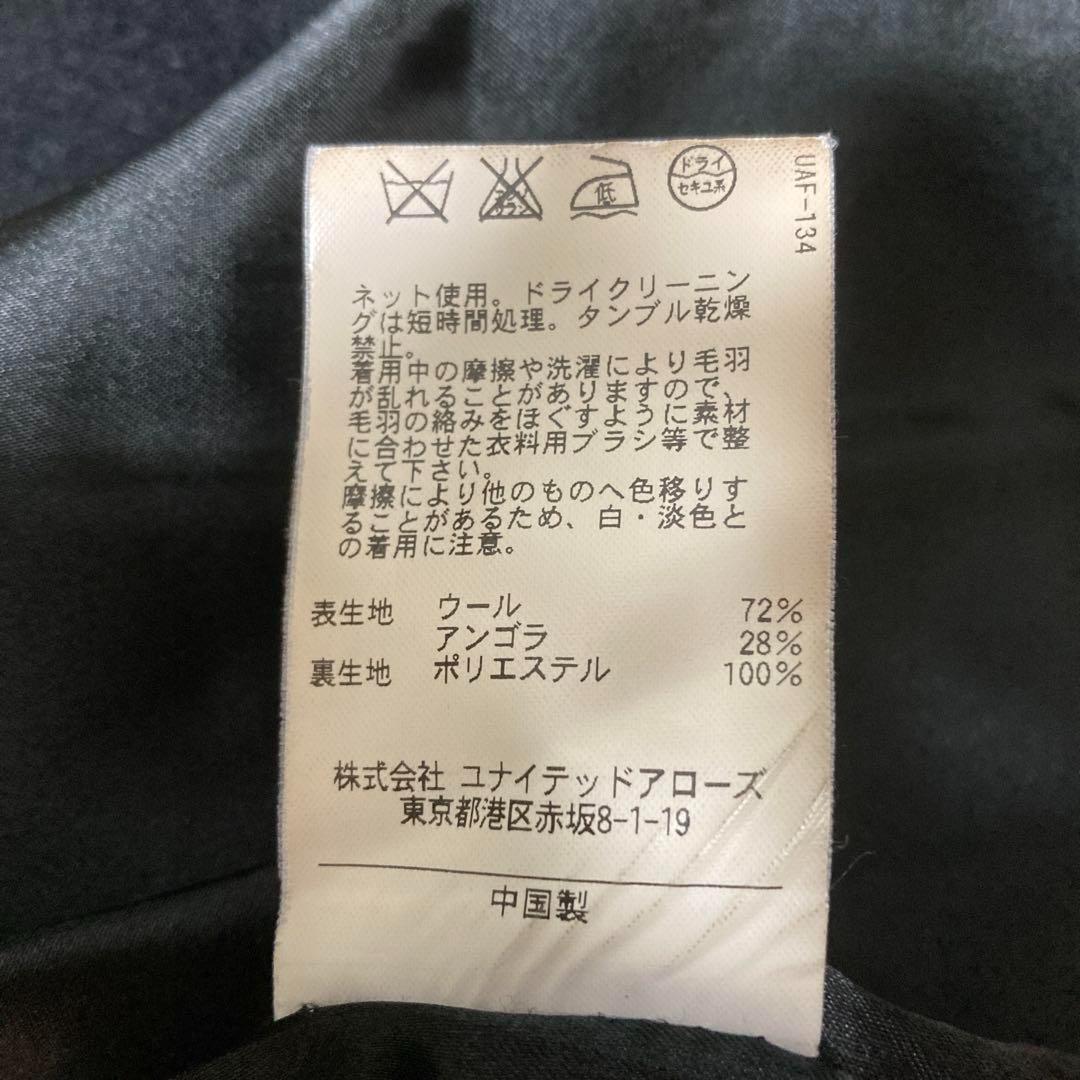 エンソ
サラシ
低
ドライ
セキユ系
UAF-134
ネット使用。ドライクリーニン
グは短時間処理。タンブル乾燥
禁止。
着用中の摩擦や洗濯により毛羽
が乱れることがありますので、
毛羽の絡みをほぐすように素材
に合わせた衣料用ブラシ等で整
えて下さい。
摩擦により他のものへ色移りす
ることがあるため、白・淡色と
の着用に注意。
表生地 ウール 72%
アンゴラ 28%
裏生地 ポリエステル 100%
株式会社 ユナイテッドアローズ
東京都港区赤坂8-1-19
中国製